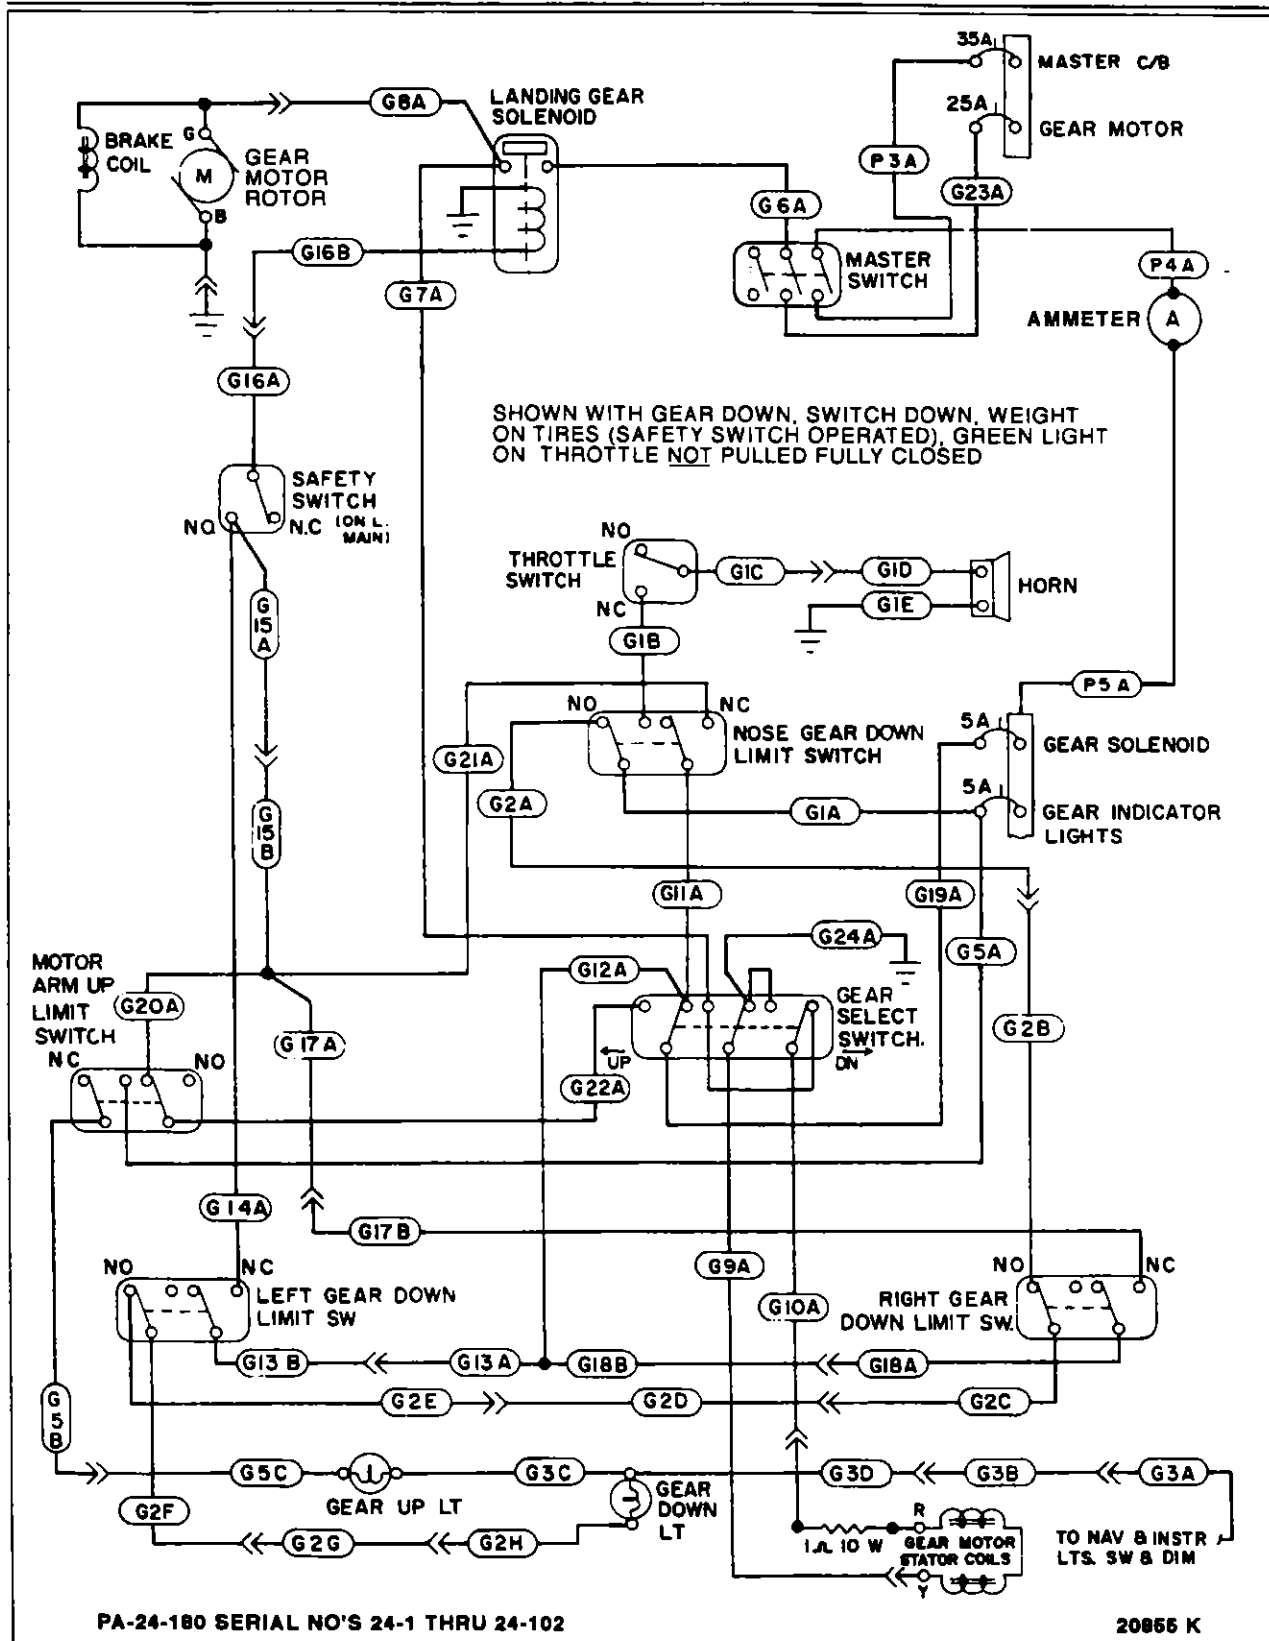 35A
MASTER C/B
25A
GEAR MOTOR
LANDING GEAR
SOLENOID
G8A
BRAKE
COIL
G
M
B
GEAR
MOTOR
ROTOR
P3A
G23A
G6A
G16B
G7A
MASTER
SWITCH
P4A
AMMETER
A
G16A
SHOWN WITH GEAR DOWN, SWITCH DOWN, WEIGHT
ON TIRES (SAFETY SWITCH OPERATED), GREEN LIGHT
ON THROTTLE NOT PULLED FULLY CLOSED
SAFETY
SWITCH
(ON L.
MAIN)
NO
N.C
NO
THROTTLE
SWITCH
NC
G1C
G1D
G1E
HORN
G
15
A
G1B
P5A
NO
NC
NOSE GEAR DOWN
LIMIT SWITCH
5A
GEAR SOLENOID
G21A
G2A
G1A
5A
GEAR INDICATOR
LIGHTS
G
15
B
G11A
G19A
G5A
G24A
MOTOR
ARM UP
LIMIT
SWITCH
G20A
G12A
GEAR
SELECT
SWITCH.
G17A
G2B
NC
NO
UP
DN
G22A
G14A
G17B
NO
NC
LEFT GEAR DOWN
LIMIT SW
G9A
G10A
NO
NC
RIGHT GEAR
DOWN LIMIT SW.
G13B
G13A
G18B
G18A
G
5
B
G2E
G2D
G2C
G5C
G3C
G3D
G3B
G3A
GEAR UP LT
GEAR
DOWN
LT
G2F
G2G
G2H
1Ω 10 W
R
GEAR MOTOR
STATOR COILS
Y
TO NAV & INSTR
LTS. SW & DIM
PA-24-180 SERIAL NO'S 24-1 THRU 24-102
20855 K